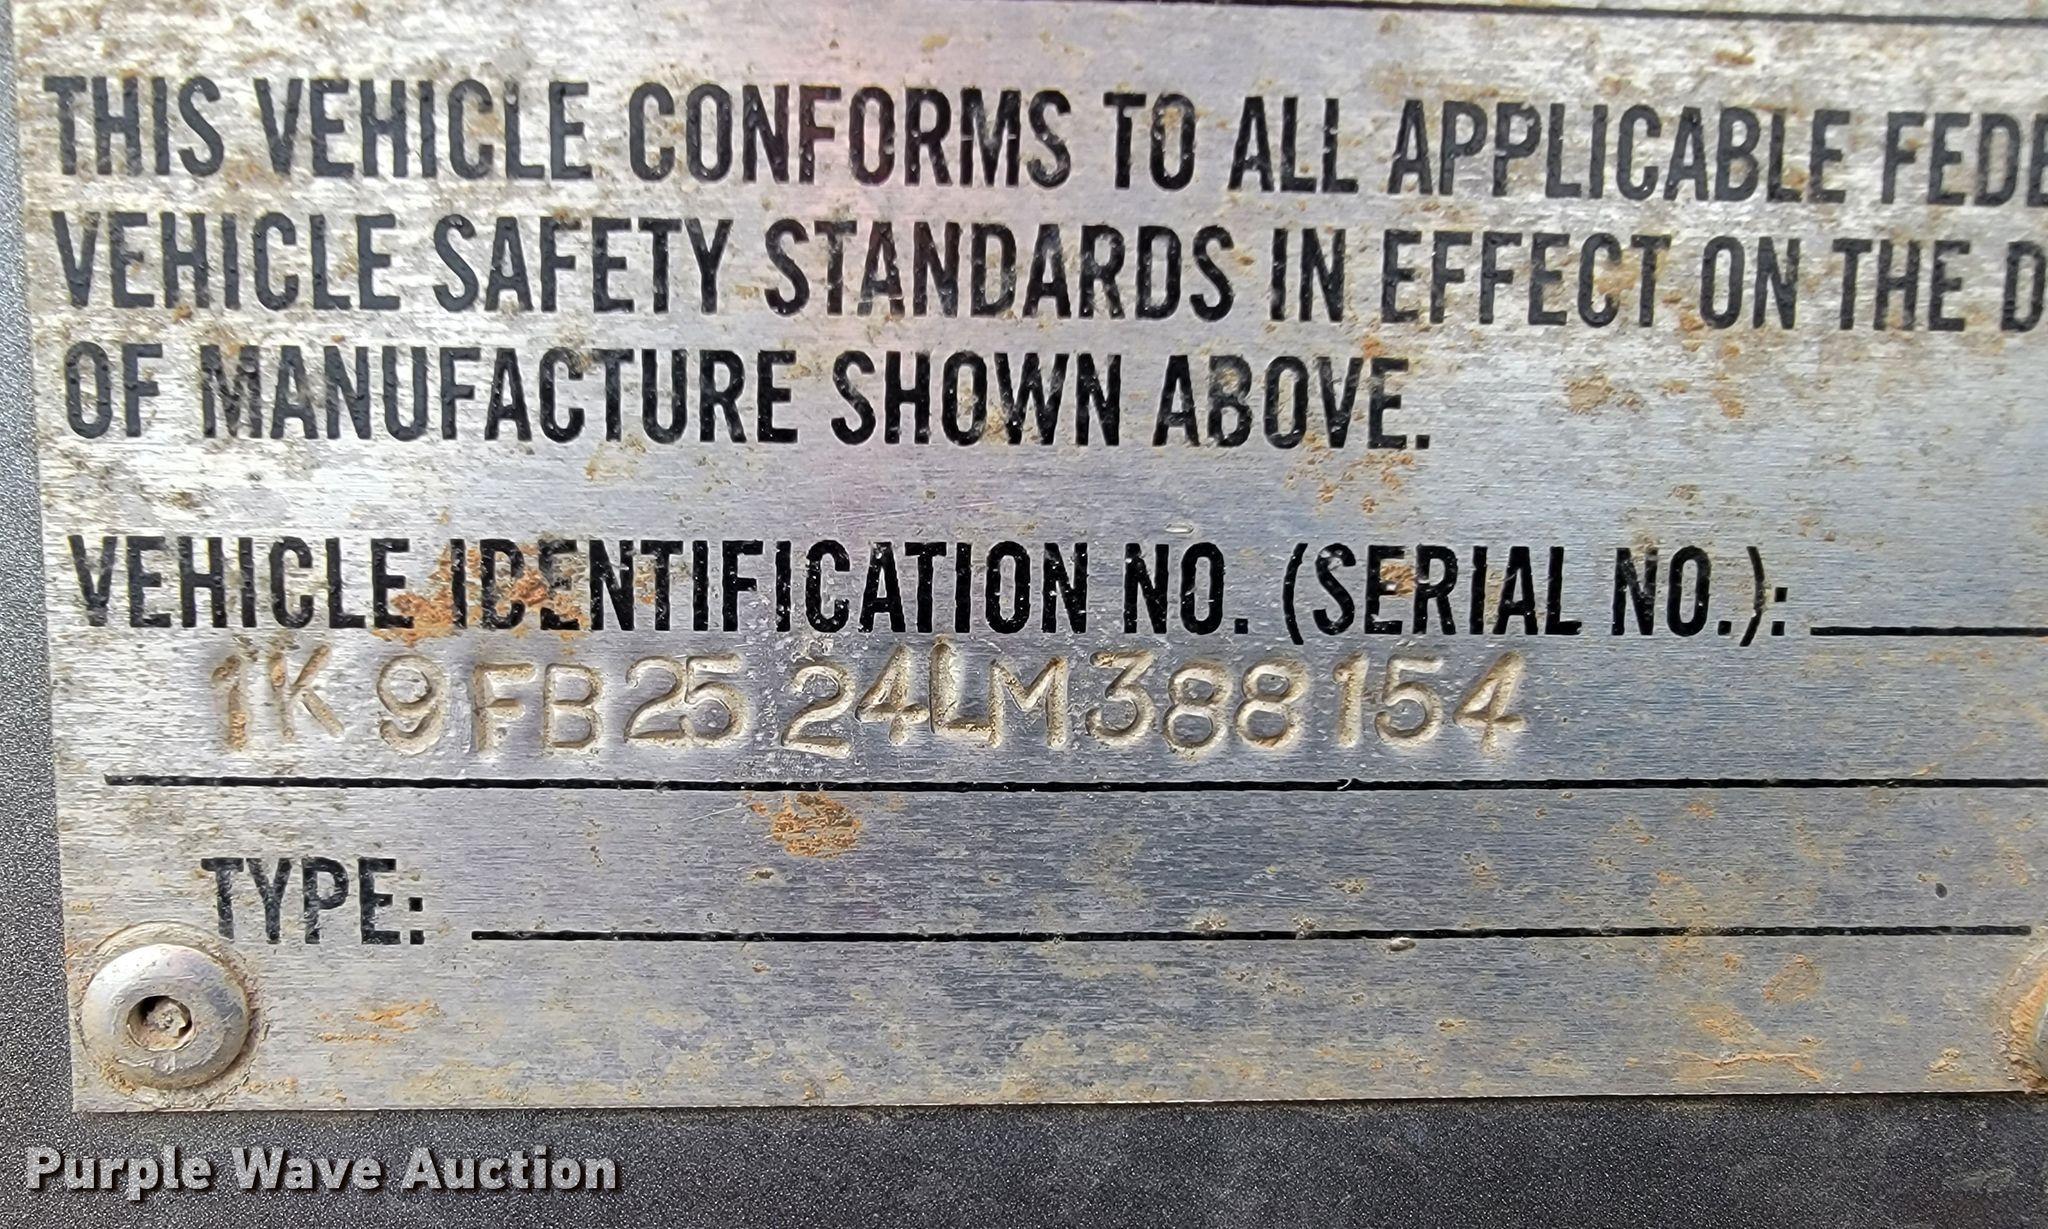 THIS VEHICLE CONFORMS TO ALL APPLICABLE FEDE
VEHICLE SAFETY STANDARDS IN EFFECT ON THE D
OF MANUFACTURE SHOWN ABOVE.
VEHICLE IDENTIFICATION NO. (SERIAL NO.):
1K9FB2524LM388154
TYPE:
Purple Wave Auction